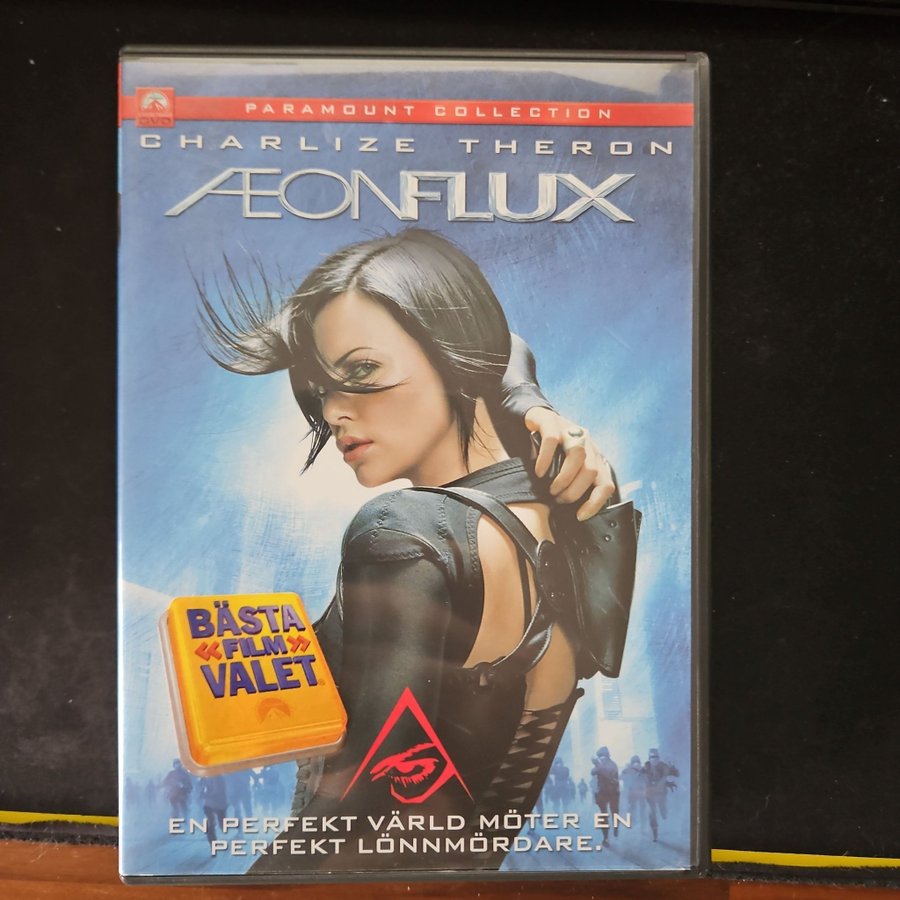 PARAMOUNT COLLECTION
DVD
CHARLIZE THERON
ÆONFLUX
BÄSTA
«FILM»
VALET
EN PERFEKT VÄRLD MÖTER EN
PERFEKT LÖNNMÖRDARE.